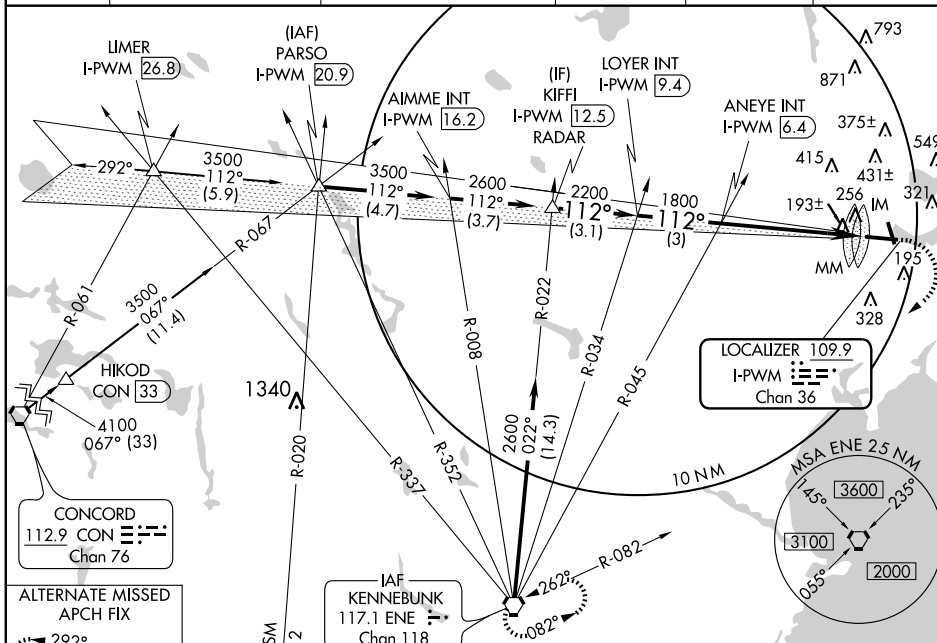 LIMER
I-PWM 26.8
(IAF)
PARSO
I-PWM 20.9
AIMME INT
I-PWM 16.2
(IF)
KIFFI
I-PWM 12.5
RADAR
LOYER INT
I-PWM 9.4
ANEYE INT
I-PWM 6.4
793
871
375±
549
415
431±
321
256
193±
IM
MM
195
328
292°
3500
112°
(5.9)
3500
112°
(4.7)
2600
112°
(3.7)
2200
112°
(3.1)
1800
112°
(3)
R-061
R-067
3500
067°
(11.4)
HIKOD
CON 33
4100
067° (33)
1340
R-020
R-337
R-352
R-008
R-022
2600
022°
(14.3)
R-034
R-045
10 NM
LOCALIZER 109.9
I-PWM
Chan 36
MSA ENE 25 NM
145°
3600
235°
3100
055°
2000
CONCORD
112.9 CON
Chan 76
ALTERNATE MISSED
APCH FIX
292°
SM
2
IAF
KENNEBUNK
117.1 ENE
Chan 118
262°
R-082
082°